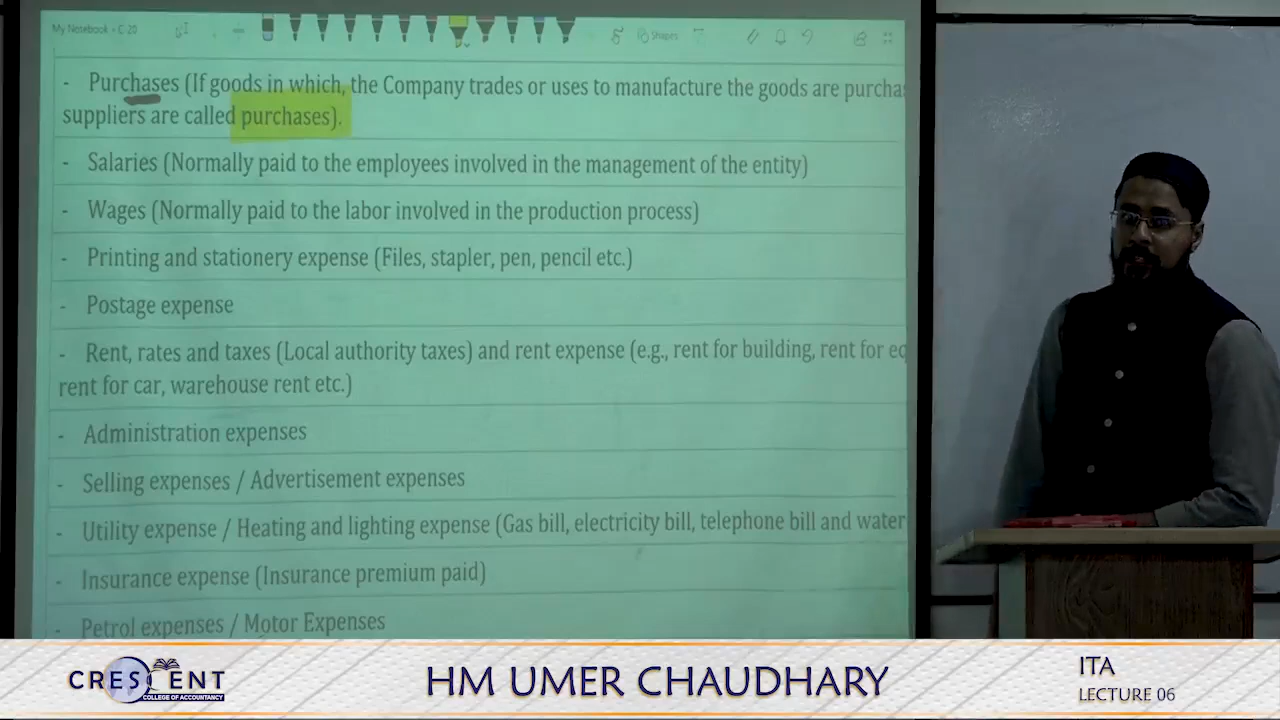 My Notebook - C 20
Shapes
- Purchases (If goods in which, the Company trades or uses to manufacture the goods are purcha
suppliers are called purchases).
- Salaries (Normally paid to the employees involved in the management of the entity)
- Wages (Normally paid to the labor involved in the production process)
- Printing and stationery expense (Files, stapler, pen, pencil etc.)
- Postage expense
- Rent, rates and taxes (Local authority taxes) and rent expense (e.g., rent for building, rent for eq
rent for car, warehouse rent etc.)
- Administration expenses
- Selling expenses / Advertisement expenses
- Utility expense / Heating and lighting expense (Gas bill, electricity bill, telephone bill and water
- Insurance expense (Insurance premium paid)
- Petrol expenses / Motor Expenses
CRESCENT
COLLEGE OF ACCOUNTANCY
HM UMER CHAUDHARY
ITA
LECTURE 06